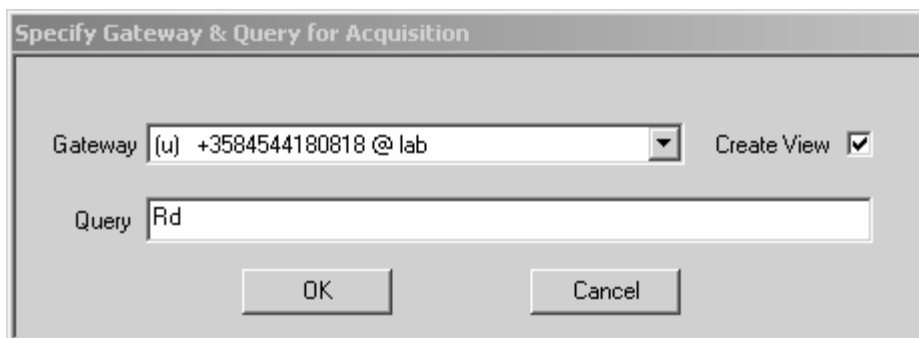 Specify Gateway & Query for Acquisition
Gateway (u) +3584544180818 @ lab Create View
Query Rd
OK Cancel